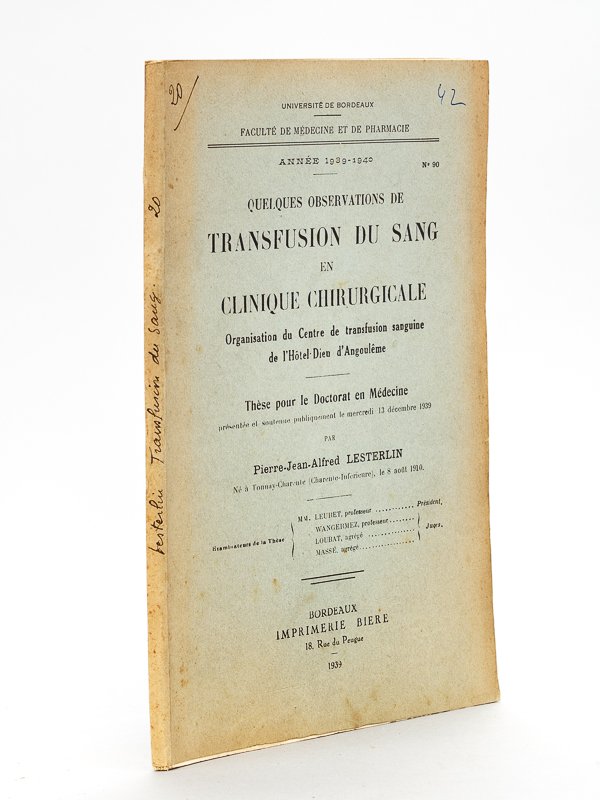 20
42
UNIVERSITÉ DE BORDEAUX
FACULTÉ DE MÉDECINE ET DE PHARMACIE
ANNÉE 1939-1940
N° 90
QUELQUES OBSERVATIONS DE
TRANSFUSION DU SANG
EN
CLINIQUE CHIRURGICALE
Organisation du Centre de transfusion sanguine
de l'Hôtel-Dieu d'Angoulême
Thèse pour le Doctorat en Médecine
présentée et soutenue publiquement le mercredi 13 décembre 1939
PAR
Pierre-Jean-Alfred LESTERLIN
Né à Tonnay-Charente (Charente-Inférieure), le 8 août 1910.
Examinateurs de la Thèse
MM. LEURET, professeur ............ Président.
WANGERMEZ, professeur ........
LOUBAT, agrégé ..............
MASSÉ, agrégé ...............
Juges.
BORDEAUX
IMPRIMERIE BIERE
18, Rue du Peugue
1939
Lesterlin Transfusion du Sang. 20